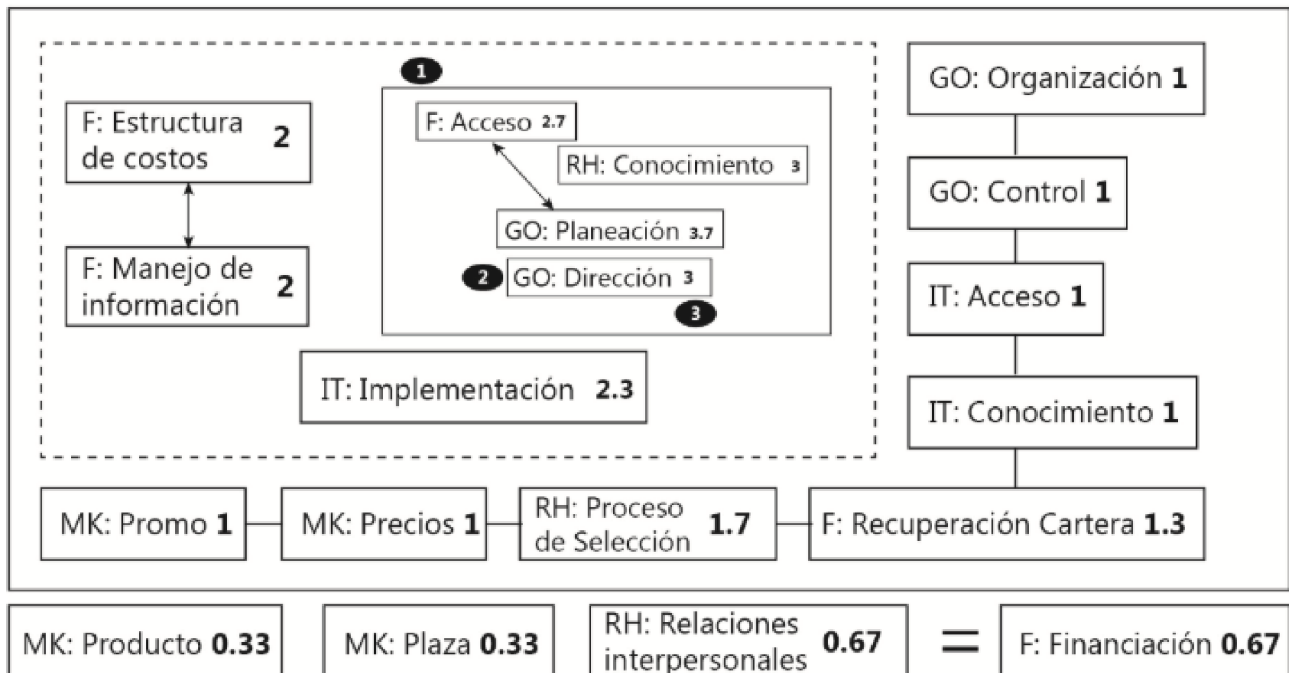 1
GO: Organización 1
F: Estructura
de costos 2
F: Acceso 2.7
RH: Conocimiento 3
GO: Control 1
GO: Planeación 3.7
F: Manejo de
información 2
2 GO: Dirección 3
3
IT: Acceso 1
IT: Implementación 2.3
IT: Conocimiento 1
MK: Promo 1
MK: Precios 1
RH: Proceso
de Selección 1.7
F: Recuperación Cartera 1.3
MK: Producto 0.33
MK: Plaza 0.33
RH: Relaciones
interpersonales 0.67
=
F: Financiación 0.67